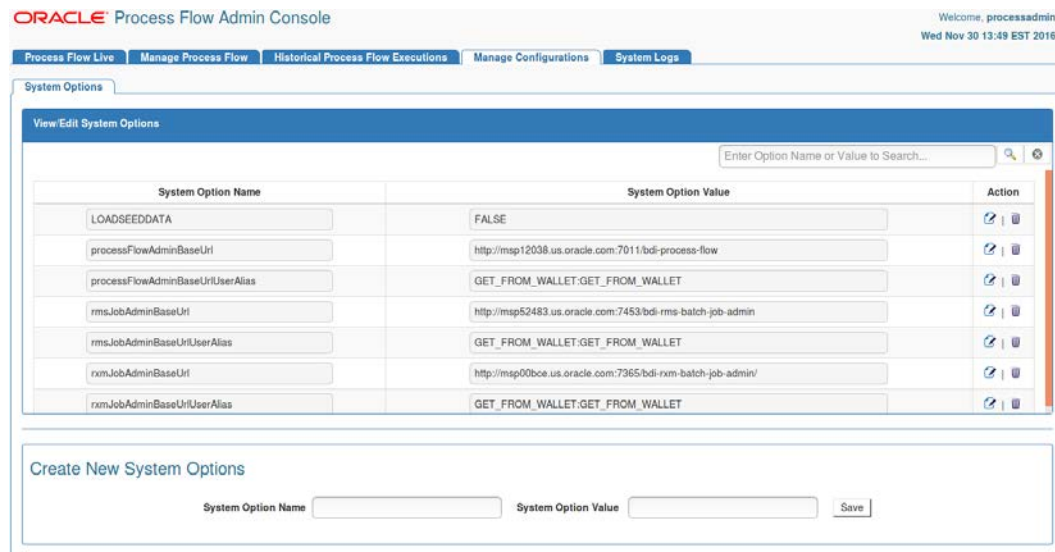 ORACLE® Process Flow Admin Console
Welcome, processadmin
Wed Nov 30 13:49 EST 2016
Process Flow Live Manage Process Flow Historical Process Flow Executions Manage Configurations System Logs
System Options
View/Edit System Options
Enter Option Name or Value to Search...
System Option Name System Option Value Action
LOADSEEDDATA FALSE |
processFlowAdminBaseUrl http://msp12038.us.oracle.com:7011/bdi-process-flow |
processFlowAdminBaseUrlUserAlias GET_FROM_WALLET:GET_FROM_WALLET |
rmsJobAdminBaseUrl http://msp52483.us.oracle.com:7453/bdi-rms-batch-job-admin |
rmsJobAdminBaseUrlUserAlias GET_FROM_WALLET:GET_FROM_WALLET |
rxmJobAdminBaseUrl http://msp00bce.us.oracle.com:7365/bdi-rxm-batch-job-admin/ |
rxmJobAdminBaseUrlUserAlias GET_FROM_WALLET:GET_FROM_WALLET |
Create New System Options
System Option Name System Option Value Save